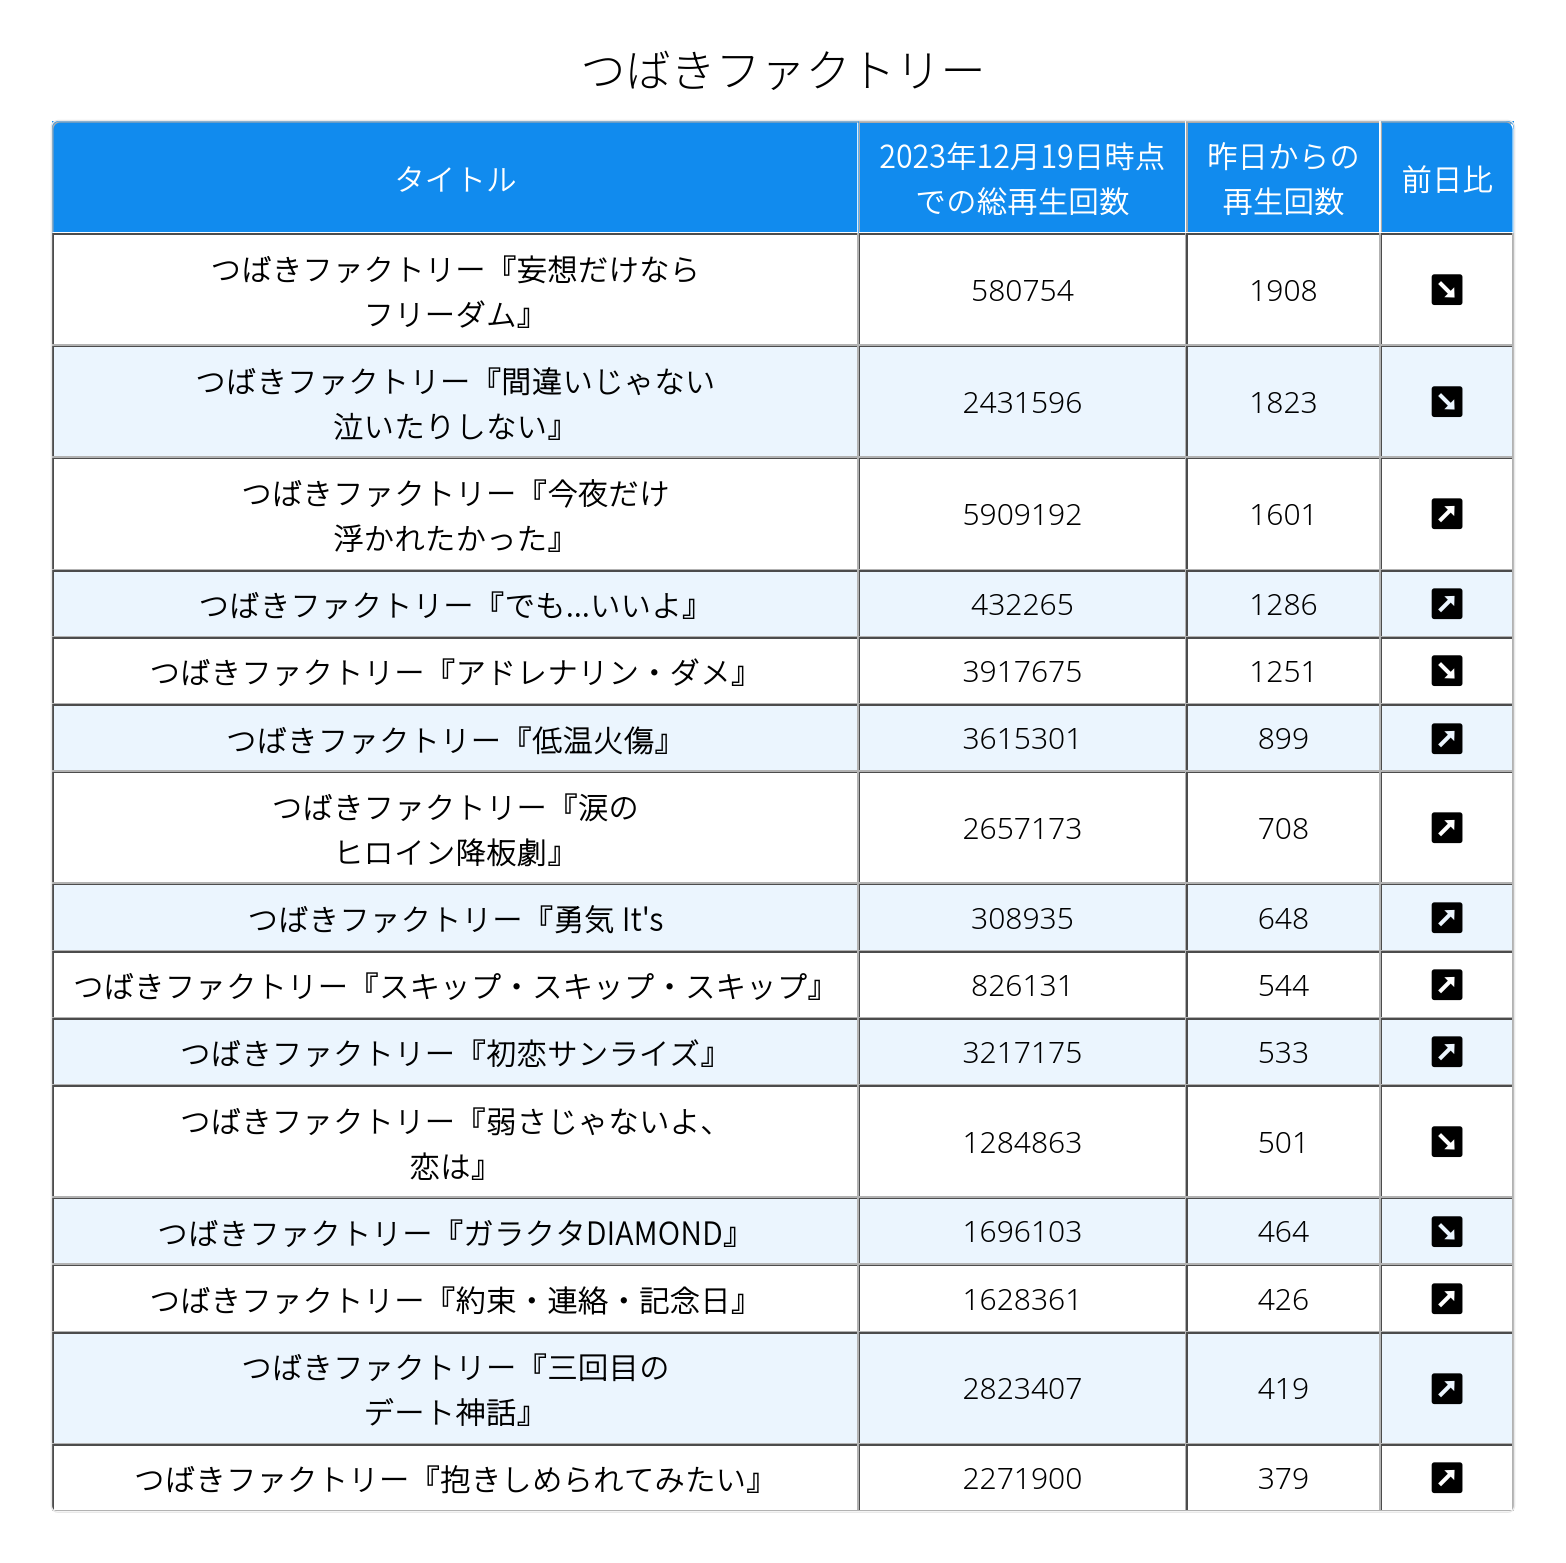 つばきファクトリー
タイトル
2023年12月19日時点
での総再生回数
昨日からの
再生回数
前日比
つばきファクトリー『妄想だけなら
フリーダム』
580754
1908
つばきファクトリー『間違いじゃない
泣いたりしない』
2431596
1823
つばきファクトリー『今夜だけ
浮かれたかった』
5909192
1601
つばきファクトリー『でも...いいよ』
432265
1286
つばきファクトリー『アドレナリン・ダメ』
3917675
1251
つばきファクトリー『低温火傷』
3615301
899
つばきファクトリー『涙の
ヒロイン降板劇』
2657173
708
つばきファクトリー『勇気 It's
308935
648
つばきファクトリー『スキップ・スキップ・スキップ』
826131
544
つばきファクトリー『初恋サンライズ』
3217175
533
つばきファクトリー『弱さじゃないよ、
恋は』
1284863
501
つばきファクトリー『ガラクタDIAMOND』
1696103
464
つばきファクトリー『約束・連絡・記念日』
1628361
426
つばきファクトリー『三回目の
デート神話』
2823407
419
つばきファクトリー『抱きしめられてみたい』
2271900
379